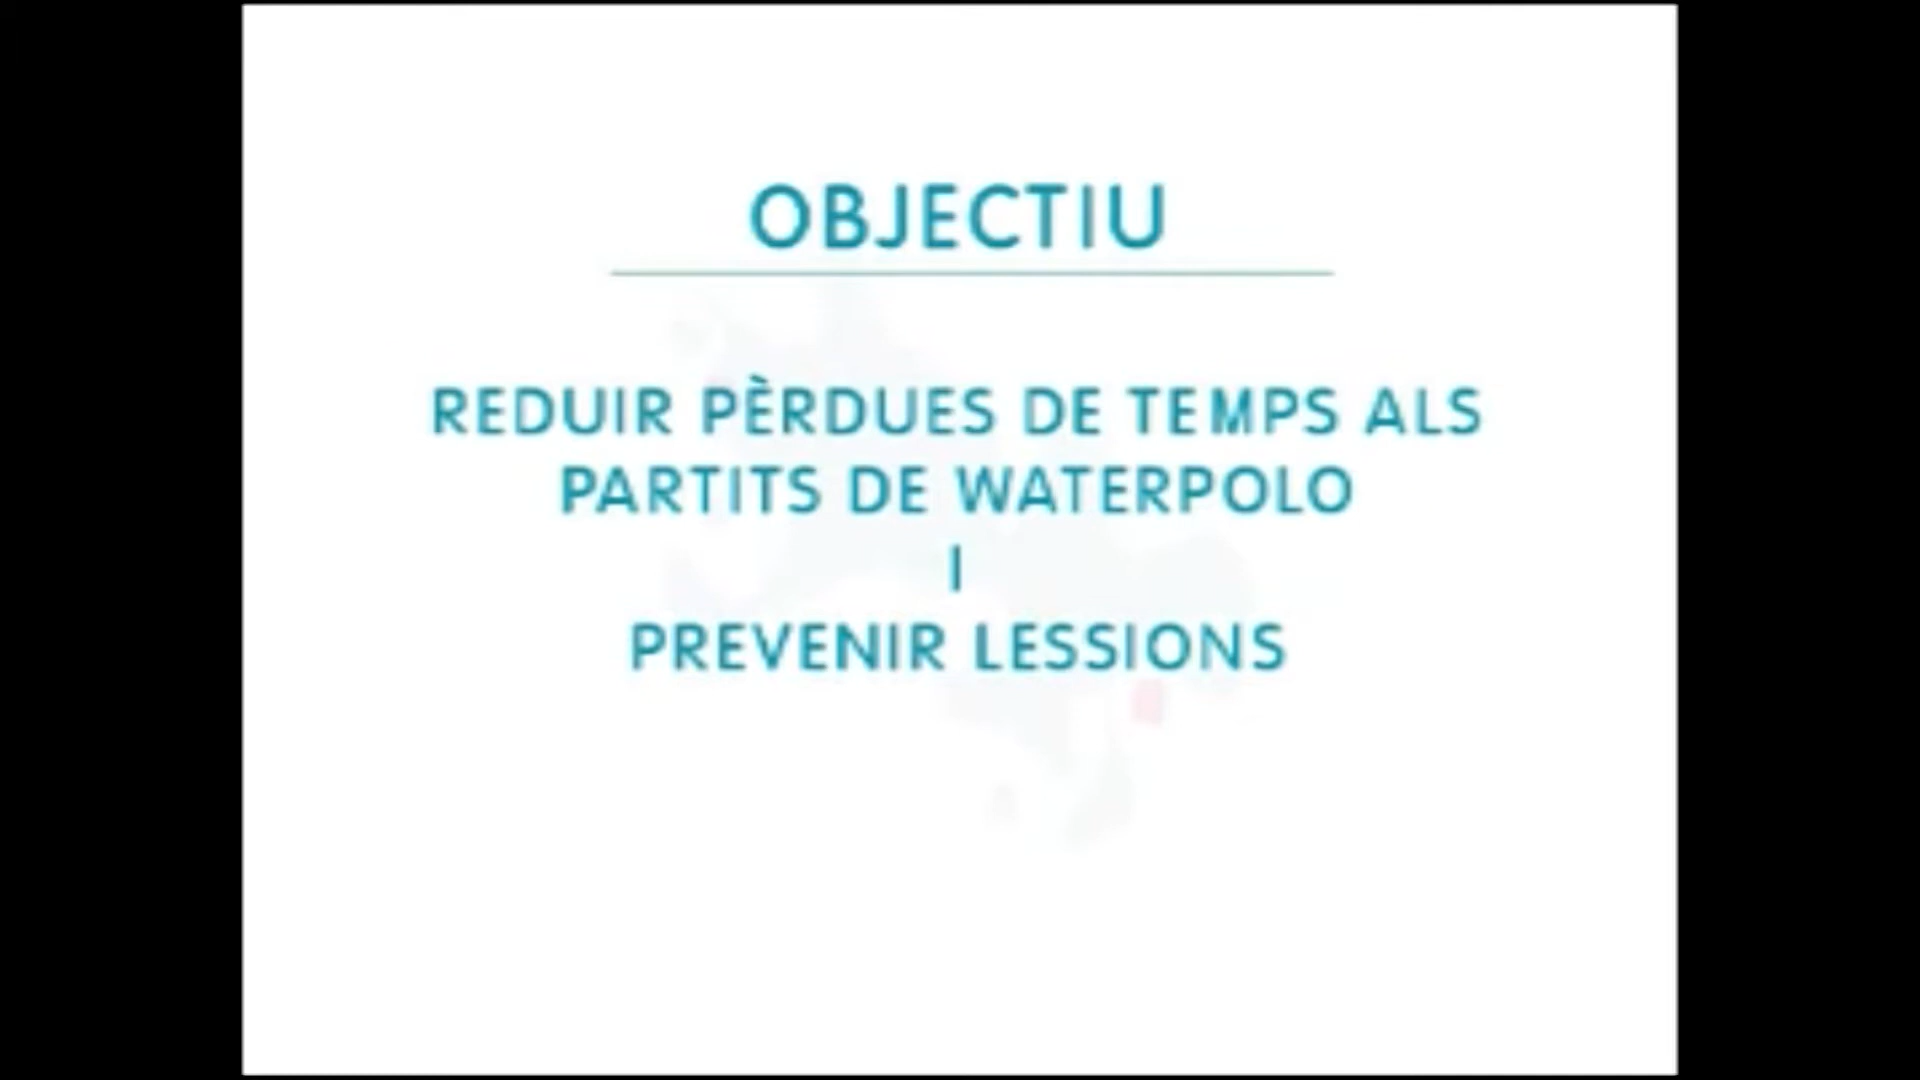 OBJECTIU
REDUIR PÈRDUES DE TEMPS ALS
PARTITS DE WATERPOLO
I
PREVENIR LESSIONS